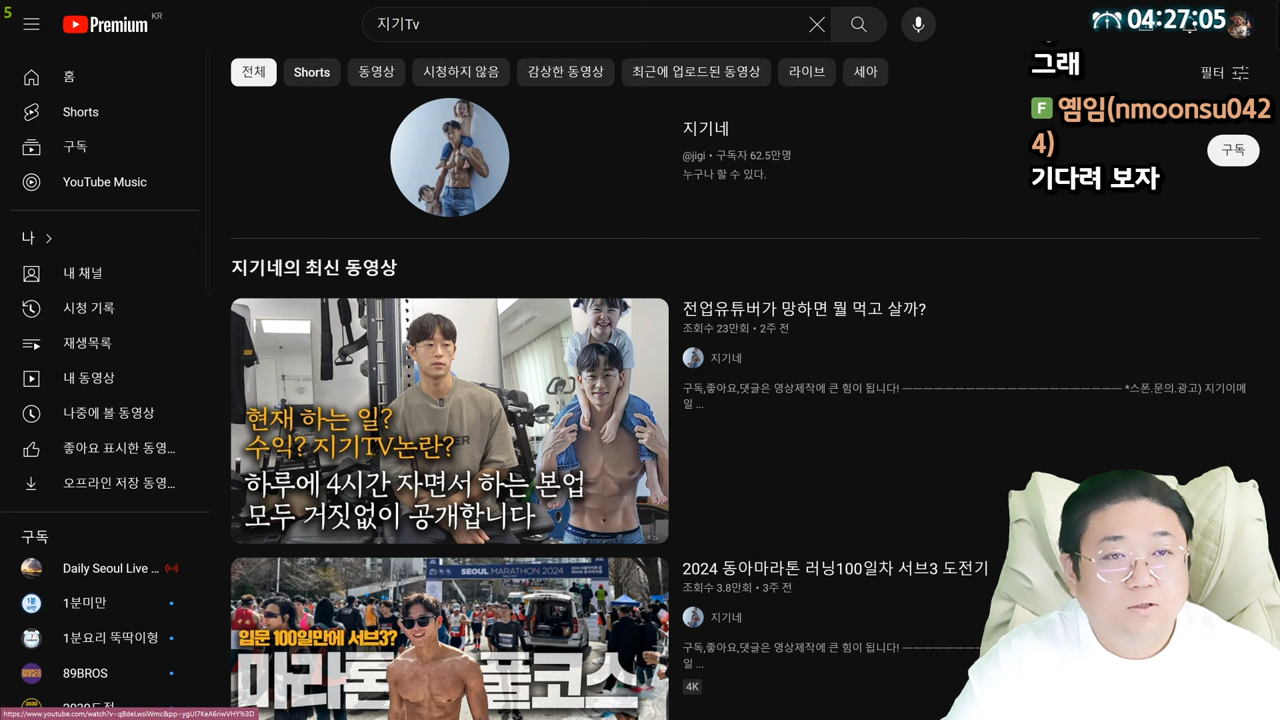 5
Premium KR
지기Tv
04:27:05
그래
F 옘임(nmoonsu042
4)
기다려 보자
전체
Shorts
동영상
시청하지 않음
감상한 동영상
최근에 업로드된 동영상
라이브
세아
필터
홈
Shorts
구독
YouTube Music
나
내 채널
시청 기록
재생목록
내 동영상
나중에 볼 동영상
좋아요 표시한 동영...
오프라인 저장 동영...
구독
Daily Seoul Live ...
1분미만
1분요리 뚝딱이형
89BROS
지기네
@jigi • 구독자 62.5만명
누구나 할 수 있다.
구독
지기네의 최신 동영상
현재 하는 일?
수익? 지기TV논란?
하루에 4시간 자면서 하는 본업
모두 거짓없이 공개합니다
전업유튜버가 망하면 뭘 먹고 살까?
조회수 23만회 • 2주 전
지기네
구독,좋아요,댓글은 영상제작에 큰 힘이 됩니다! ——————————————————————— *스폰.문의.광고) 지기이메
일 ...
SEOUL MARATHON 2024
입문 100일만에 서브3?
마라톤 풀코스
2024 동아마라톤 러닝100일차 서브3 도전기
조회수 3.8만회 • 3주 전
지기네
구독,좋아요,댓글은 영상제작에 큰 힘이 됩니다! ————————
일 ...
4K